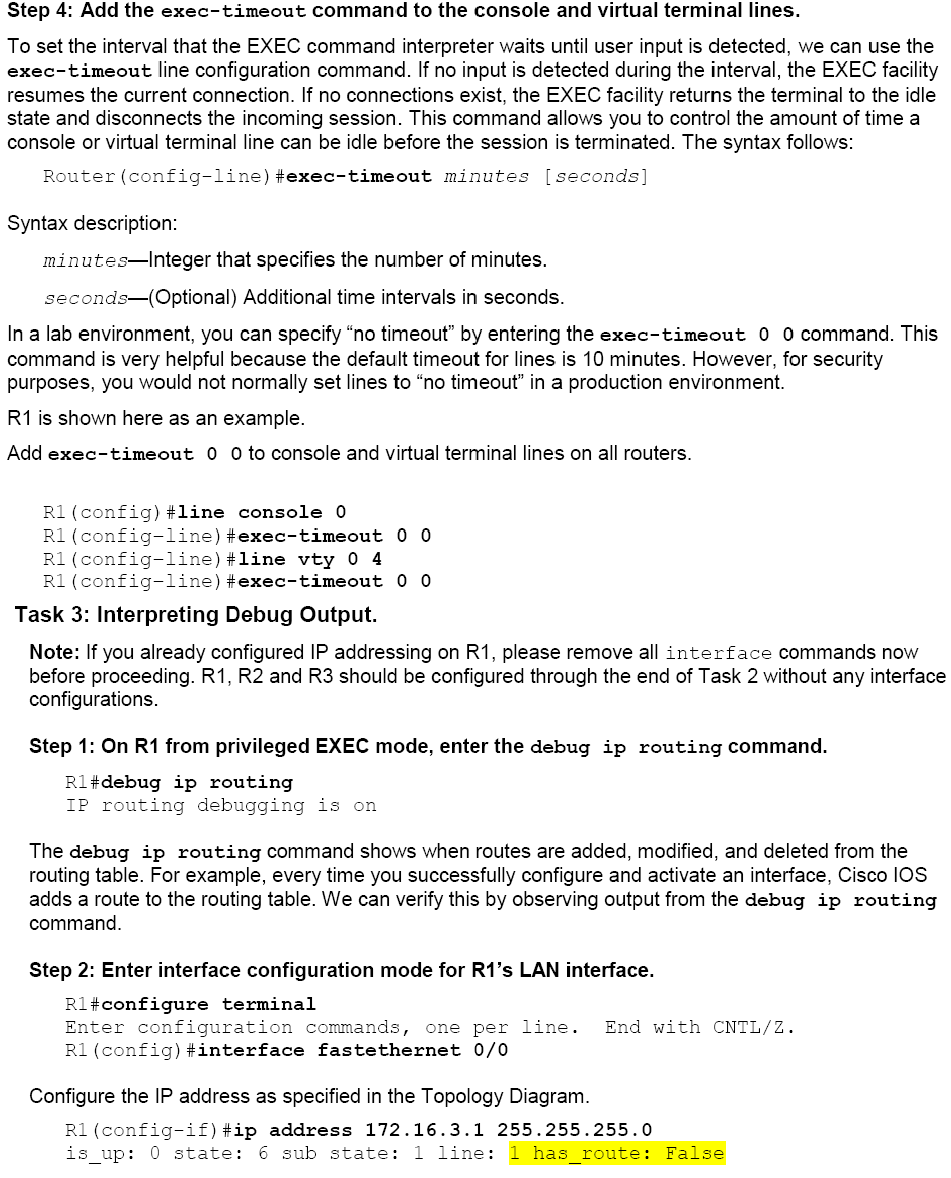 Step 4: Add the exec-timeout command to the console and virtual terminal lines.
To set the interval that the EXEC command interpreter waits until user input is detected, we can use the
exec-timeout line configuration command. If no input is detected during the interval, the EXEC facility
resumes the current connection. If no connections exist, the EXEC facility returns the terminal to the idle
state and disconnects the incoming session. This command allows you to control the amount of time a
console or virtual terminal line can be idle before the session is terminated. The syntax follows:
Router(config-line)#exec-timeout minutes [seconds]
Syntax description:
minutes—Integer that specifies the number of minutes.
seconds—(Optional) Additional time intervals in seconds.
In a lab environment, you can specify “no timeout” by entering the exec-timeout 0 0 command. This
command is very helpful because the default timeout for lines is 10 minutes. However, for security
purposes, you would not normally set lines to “no timeout” in a production environment.
R1 is shown here as an example.
Add exec-timeout 0 0 to console and virtual terminal lines on all routers.
R1(config)#line console 0
R1(config-line)#exec-timeout 0 0
R1(config-line)#line vty 0 4
R1(config-line)#exec-timeout 0 0
Task 3: Interpreting Debug Output.
Note: If you already configured IP addressing on R1, please remove all interface commands now
before proceeding. R1, R2 and R3 should be configured through the end of Task 2 without any interface
configurations.
Step 1: On R1 from privileged EXEC mode, enter the debug ip routing command.
R1#debug ip routing
IP routing debugging is on
The debug ip routing command shows when routes are added, modified, and deleted from the
routing table. For example, every time you successfully configure and activate an interface, Cisco IOS
adds a route to the routing table. We can verify this by observing output from the debug ip routing
command.
Step 2: Enter interface configuration mode for R1’s LAN interface.
R1#configure terminal
Enter configuration commands, one per line.  End with CNTL/Z.
R1(config)#interface fastethernet 0/0
Configure the IP address as specified in the Topology Diagram.
R1(config-if)#ip address 172.16.3.1 255.255.255.0
is_up: 0 state: 6 sub state: 1 line: 1 has_route: False